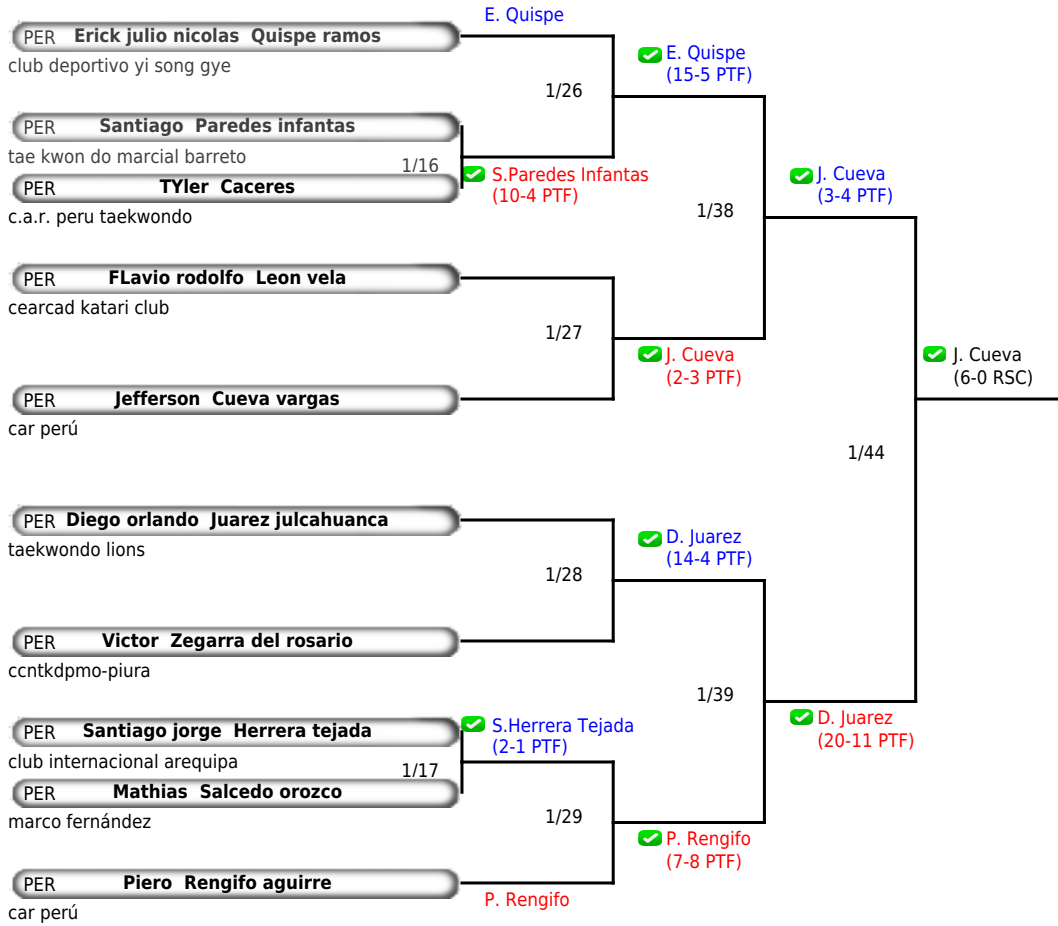 E. Quispe
PER Erick julio nicolas Quispe ramos
club deportivo yi song gye
E. Quispe
(15-5 PTF)
1/26
PER Santiago Paredes infantas
tae kwon do marcial barreto
1/16
S.Paredes Infantas
(10-4 PTF)
PER TYler Caceres
c.a.r. peru taekwondo
J. Cueva
(3-4 PTF)
1/38
PER FLavio rodolfo Leon vela
cearcad katari club
1/27
J. Cueva
(2-3 PTF)
J. Cueva
(6-0 RSC)
PER Jefferson Cueva vargas
car perú
1/44
PER Diego orlando Juarez julcahuanca
taekwondo lions
D. Juarez
(14-4 PTF)
1/28
PER Victor Zegarra del rosario
ccntkdpmo-piura
1/39
D. Juarez
(20-11 PTF)
PER Santiago jorge Herrera tejada
club internacional arequipa
S.Herrera Tejada
(2-1 PTF)
1/17
PER Mathias Salcedo orozco
marco fernández
1/29
P. Rengifo
(7-8 PTF)
PER Piero Rengifo aguirre
car perú
P. Rengifo